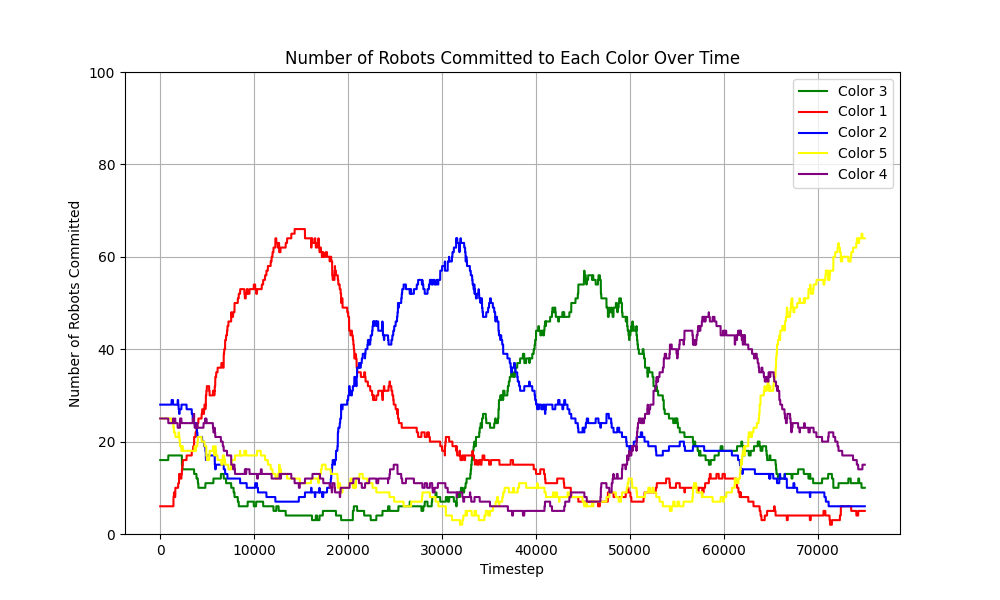 Number of Robots Committed to Each Color Over Time
Number of Robots Committed
100
80
60
40
20
0
Color 3
Color 1
Color 2
Color 5
Color 4
0
10000
20000
30000
40000
50000
60000
70000
Timestep